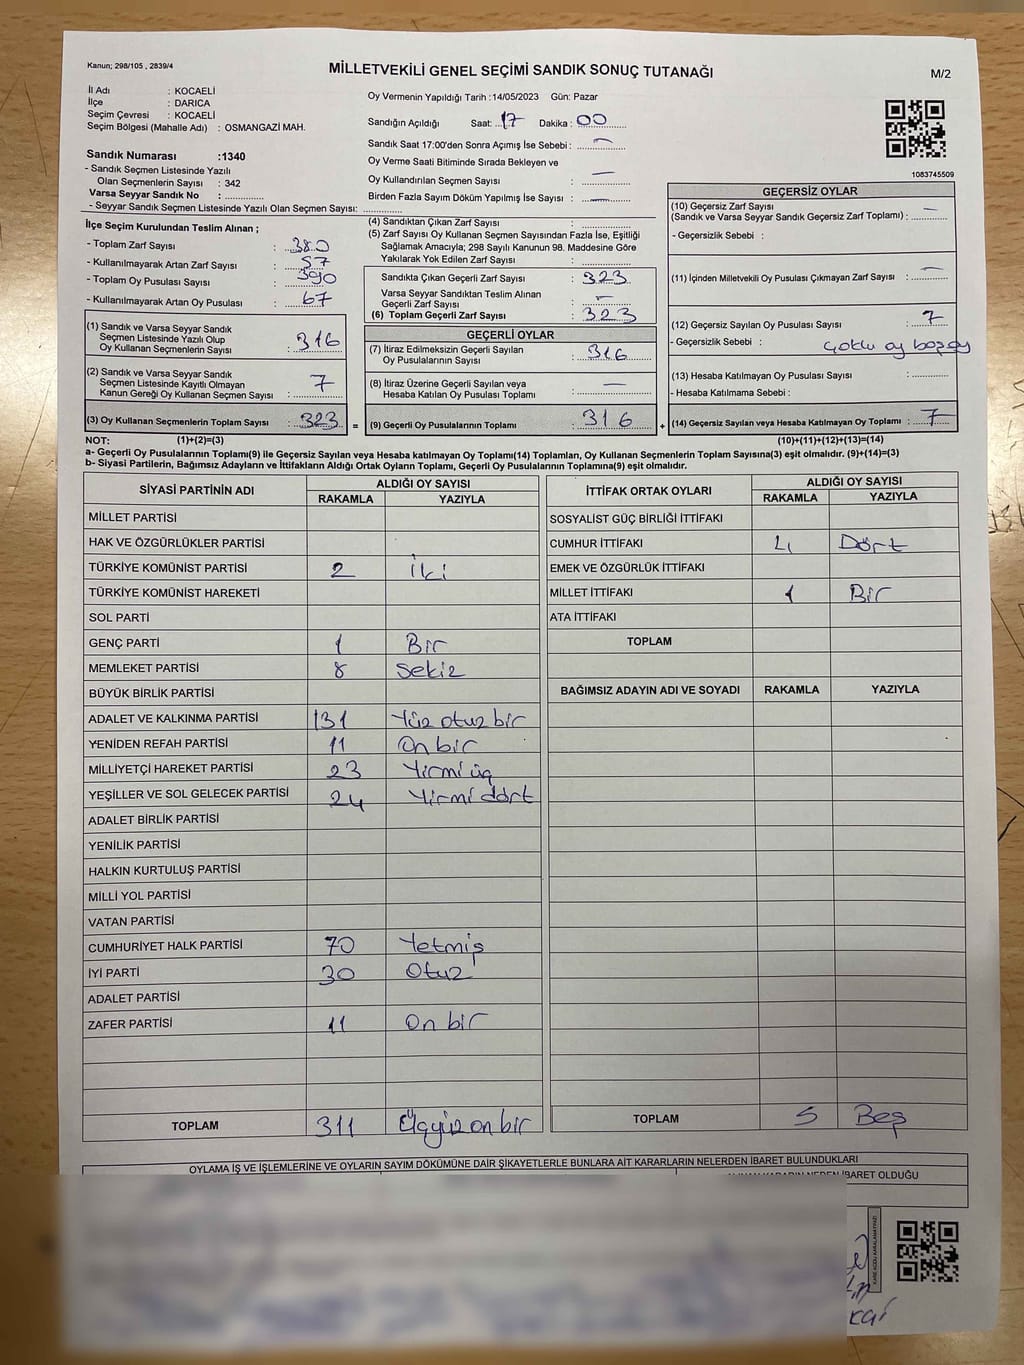 Kanun; 298/105 , 2839/4
MİLLETVEKİLİ GENEL SEÇİMİ SANDIK SONUÇ TUTANAĞI
M/2
İl Adı : KOCAELİ
İlçe : DARICA
Seçim Çevresi : KOCAELİ
Seçim Bölgesi (Mahalle Adı) : OSMANGAZİ MAH.
Sandık Numarası :1340
- Sandık Seçmen Listesinde Yazılı
Olan Seçmenlerin Sayısı : 342
Varsa Seyyar Sandık No :
- Seyyar Sandık Seçmen Listesinde Yazılı Olan Seçmen Sayısı:
Oy Vermenin Yapıldığı Tarih :14/05/2023 Gün: Pazar
Sandığın Açıldığı Saat: 17 Dakika : 00
Sandık Saat 17:00'den Sonra Açmış İse Sebebi : —
Oy Verme Saati Bitiminde Sırada Bekleyen ve
Oy Kullandırılan Seçmen Sayısı : —
Birden Fazla Sayım Döküm Yapılmış İse Sayısı : —
1083745509
İlçe Seçim Kurulundan Teslim Alınan ;
- Toplam Zarf Sayısı : 380
- Kullanılmayarak Artan Zarf Sayısı : 57
- Toplam Oy Pusulası Sayısı :
- Kullanılmayarak Artan Oy Pusulası : 67
(1) Sandık ve Varsa Seyyar Sandık
Seçmen Listesinde Yazılı Olup
Oy Kullanan Seçmenlerin Sayısı : 316
(2) Sandık ve Varsa Seyyar Sandık
Seçmen Listesinde Kayıtlı Olmayan
Kanun Gereği Oy Kullanan Seçmen Sayısı : 7
(3) Oy Kullanan Seçmenlerin Toplam Sayısı : 323
(4) Sandıktan Çıkan Zarf Sayısı :
(5) Zarf Sayısı Oy Kullanan Seçmen Sayısından Fazla İse, Eşitliği
Sağlamak Amacıyla; 298 Sayılı Kanunun 98. Maddesine Göre
Yakılarak Yok Edilen Zarf Sayısı :
Sandıkta Çıkan Geçerli Zarf Sayısı : 323
Varsa Seyyar Sandıktan Teslim Alınan
Geçerli Zarf Sayısı : —
(6) Toplam Geçerli Zarf Sayısı : 323
GEÇERLİ OYLAR
(7) İtiraz Edilmeksizin Geçerli Sayılan
Oy Pusulalarının Sayısı : 316
(8) İtiraz Üzerine Geçerli Sayılan veya
Hesaba Katılan Oy Pusulası Toplamı : —
= (9) Geçerli Oy Pusulalarının Toplamı : 316
GEÇERSİZ OYLAR
(10) Geçersiz Zarf Sayısı
(Sandık ve Varsa Seyyar Sandık Geçersiz Zarf Toplamı) : —
- Geçersizlik Sebebi :
(11) İçinden Milletvekili Oy Pusulası Çıkmayan Zarf Sayısı : —
(12) Geçersiz Sayılan Oy Pusulası Sayısı : 7
- Geçersizlik Sebebi : çoklu oy boş oy
(13) Hesaba Katılmayan Oy Pusulası Sayısı :
- Hesaba Katılmama Sebebi :
+ (14) Geçersiz Sayılan veya Hesaba Katılmayan Oy Toplamı : 7
NOT: (1)+(2)=(3) (10)+(11)+(12)+(13)=(14)
a- Geçerli Oy Pusulalarının Toplamı(9) ile Geçersiz Sayılan veya Hesaba katılmayan Oy Toplamı(14) Toplamları, Oy Kullanan Seçmenlerin Toplam Sayısına(3) eşit olmalıdır. (9)+(14)=(3)
b- Siyasi Partilerin, Bağımsız Adayların ve İttifakların Aldığı Ortak Oyların Toplamı, Geçerli Oy Pusulalarının Toplamına(9) eşit olmalıdır.
SİYASİ PARTİNİN ADI ALDIĞI OY SAYISI
RAKAMLA YAZIYLA
MİLLET PARTİSİ
HAK VE ÖZGÜRLÜKLER PARTİSİ
TÜRKİYE KOMÜNİST PARTİSİ 2 İki
TÜRKİYE KOMÜNİST HAREKETİ
SOL PARTİ
GENÇ PARTİ 1 Bir
MEMLEKET PARTİSİ 8 Sekiz
BÜYÜK BİRLİK PARTİSİ
ADALET VE KALKINMA PARTİSİ 131 Yüz otuz bir
YENİDEN REFAH PARTİSİ 11 On bir
MİLLİYETÇİ HAREKET PARTİSİ 23 Yirmi üç
YEŞİLLER VE SOL GELECEK PARTİSİ 24 Yirmi dört
ADALET BİRLİK PARTİSİ
YENİLİK PARTİSİ
HALKIN KURTULUŞ PARTİSİ
MİLLİ YOL PARTİSİ
VATAN PARTİSİ
CUMHURİYET HALK PARTİSİ 70 Yetmiş
İYİ PARTİ 30 Otuz
ADALET PARTİSİ
ZAFER PARTİSİ 11 On bir
TOPLAM 311 Üçyüz on bir
İTTİFAK ORTAK OYLARI ALDIĞI OY SAYISI
RAKAMLA YAZIYLA
SOSYALİST GÜÇ BİRLİĞİ İTTİFAKI
CUMHUR İTTİFAKI 4 Dört
EMEK VE ÖZGÜRLÜK İTTİFAKI
MİLLET İTTİFAKI 1 Bir
ATA İTTİFAKI
TOPLAM
BAĞIMSIZ ADAYIN ADI VE SOYADI RAKAMLA YAZIYLA
TOPLAM 5 Beş
OYLAMA İŞ VE İŞLEMLERİNE VE OYLARIN SAYIM DÖKÜMÜNE DAİR ŞİKAYETLERLE BUNLARA AİT KARARLARIN NELERDEN İBARET BULUNDUKLARI
İBARET OLDUĞU